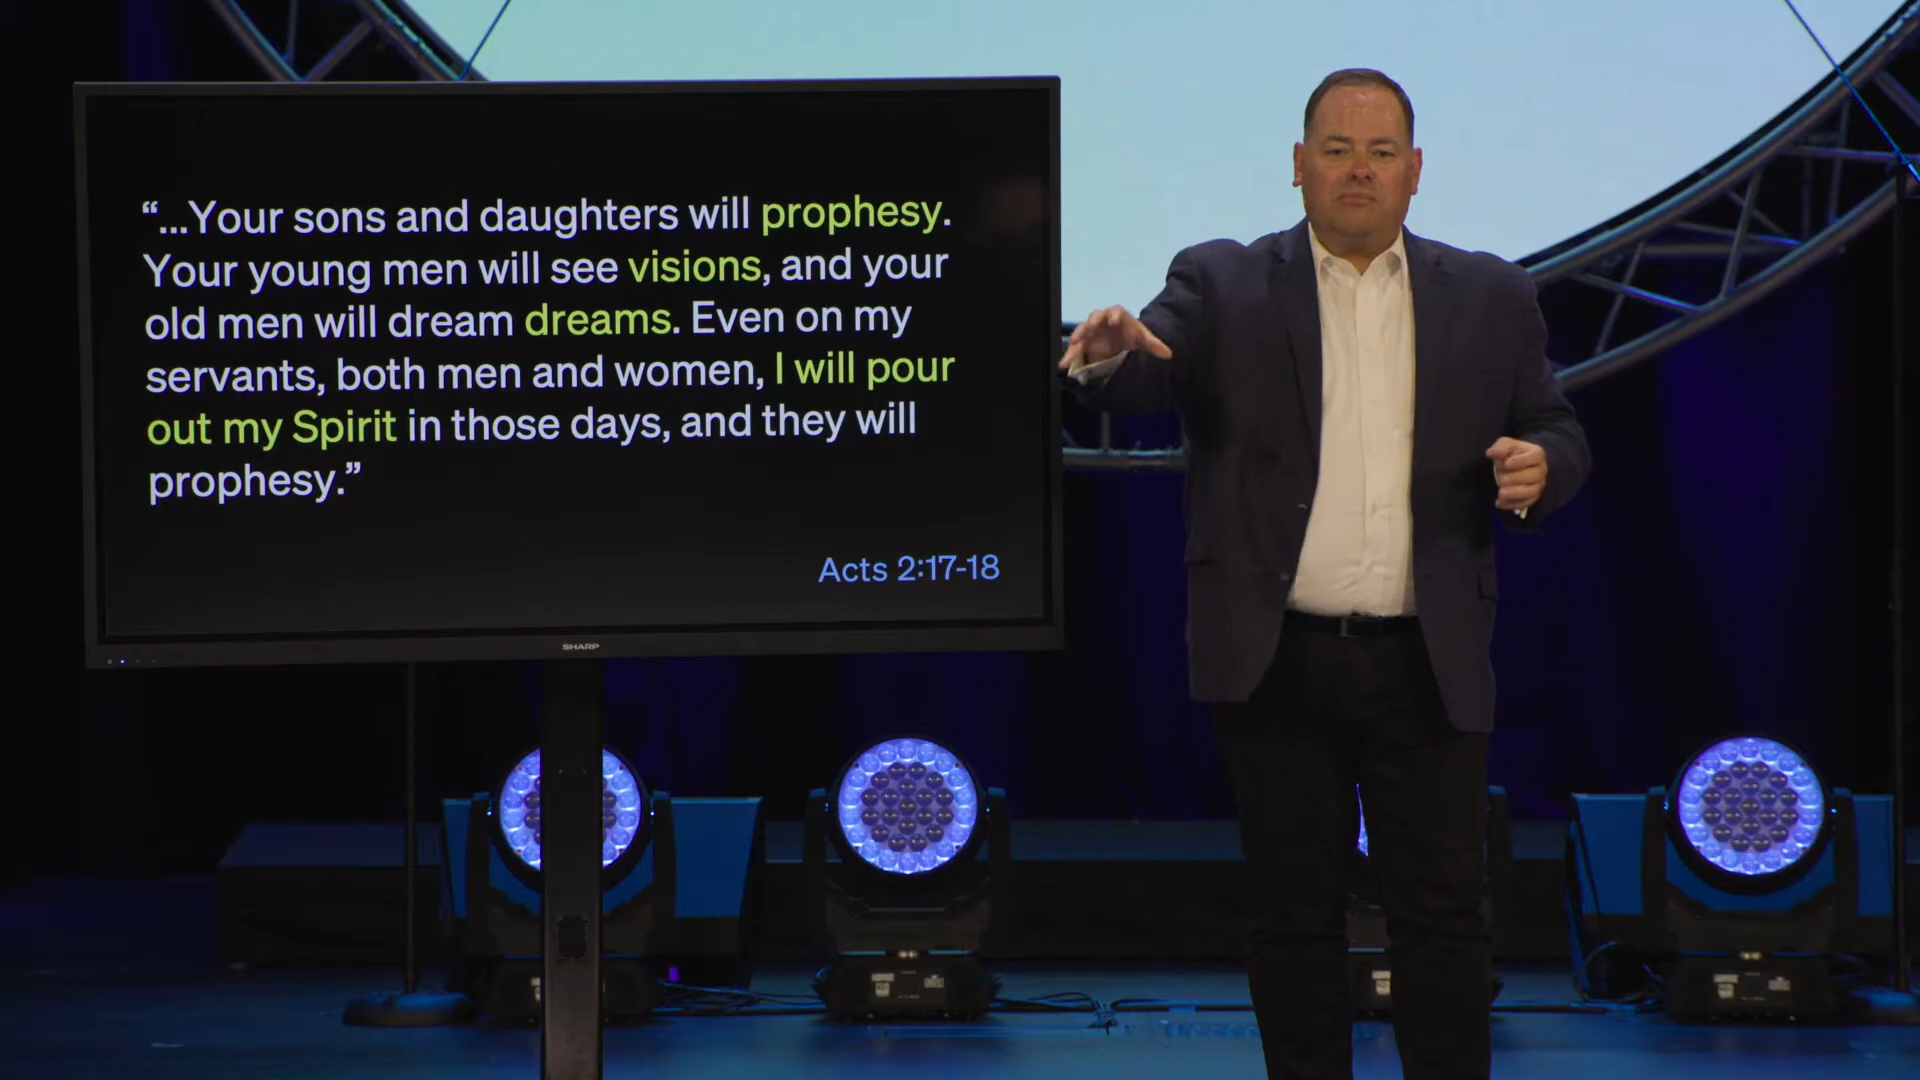 “...Your sons and daughters will prophesy.
Your young men will see visions, and your
old men will dream dreams. Even on my
servants, both men and women, I will pour
out my Spirit in those days, and they will
prophesy.”
Acts 2:17-18
SHARP